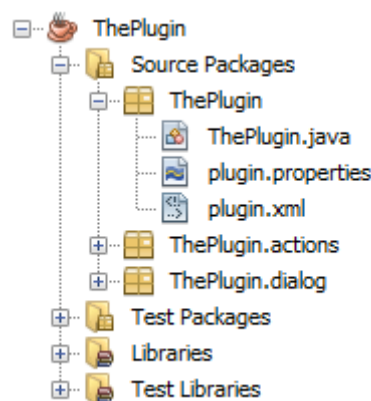 ThePlugin
Source Packages
ThePlugin
ThePlugin.java
plugin.properties
plugin.xml
ThePlugin.actions
ThePlugin.dialog
Test Packages
Libraries
Test Libraries